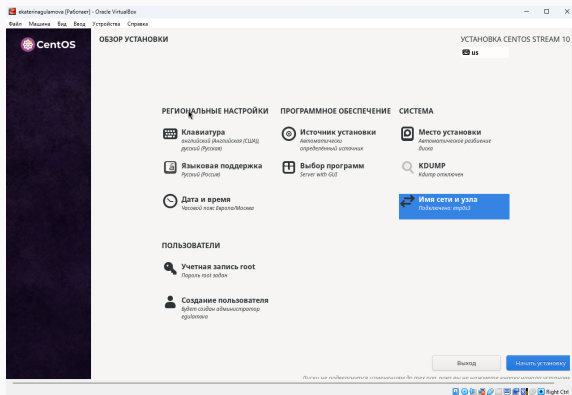 ekaterinagulamova [Работает] - Oracle VirtualBox
Файл Машина Вид Ввод Устройства Справка
CentOS
ОБЗОР УСТАНОВКИ
УСТАНОВКА CENTOS STREAM 10
us
РЕГИОНАЛЬНЫЕ НАСТРОЙКИ
ПРОГРАММНОЕ ОБЕСПЕЧЕНИЕ
СИСТЕМА
Клавиатура
английский (Английская (США)),
русский (Русская)
Источник установки
Автоматически
определённый источник
Место установки
Автоматическое разбиение
диска
Языковая поддержка
Русский (Россия)
Выбор программ
Server with GUI
KDUMP
Kdump отключен
Дата и время
Часовой пояс Европа/Москва
Имя сети и узла
Подключено: enp0s3
ПОЛЬЗОВАТЕЛИ
Учетная запись root
Пароль root задан
Создание пользователя
Будет создан администратор
egulamova
Выход
Начать установку
Right Ctrl